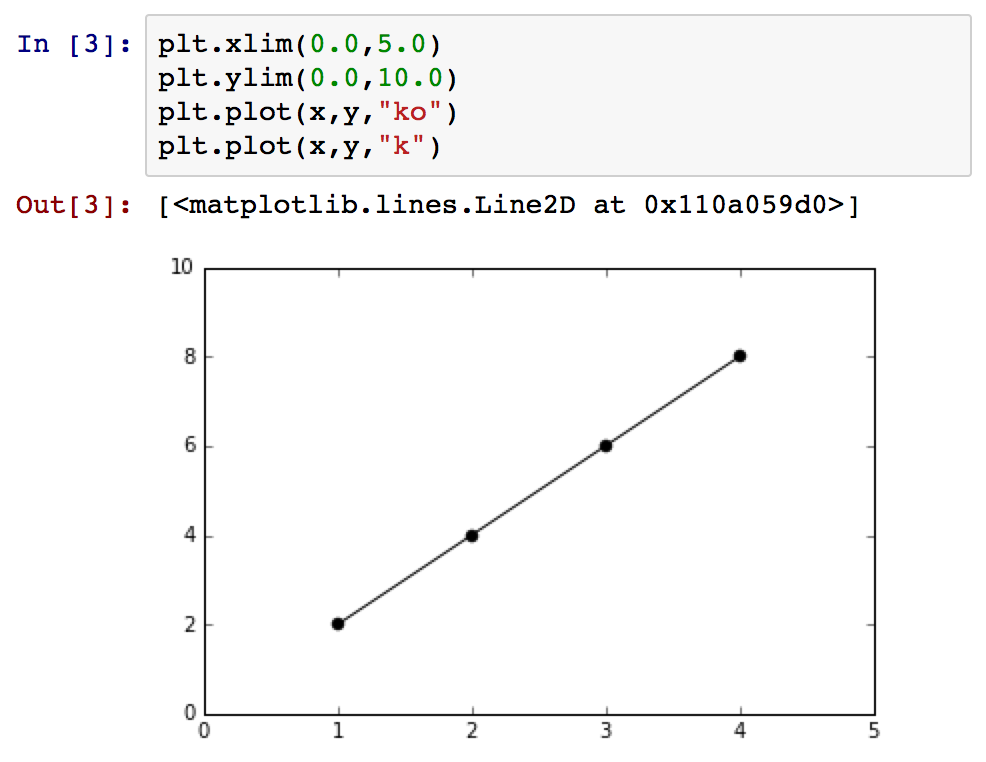 In [3]: plt.xlim(0.0,5.0)
plt.ylim(0.0,10.0)
plt.plot(x,y,"ko")
plt.plot(x,y,"k")
Out[3]: [<matplotlib.lines.Line2D at 0x110a059d0>]
10
8
6
4
2
0
0 1 2 3 4 5